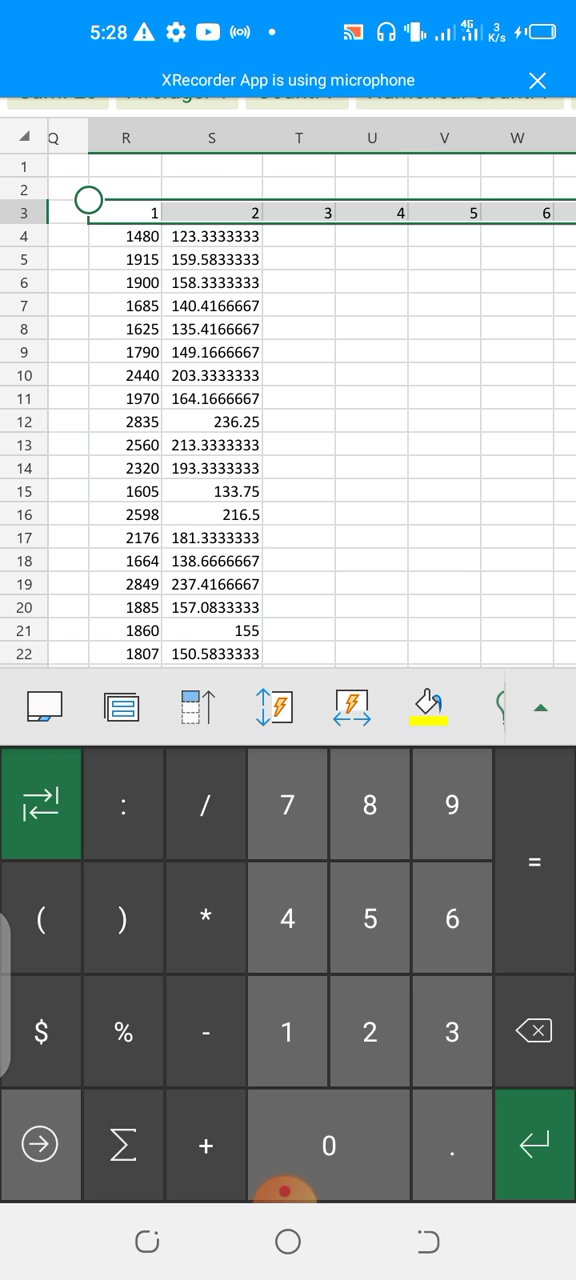 5:28 4G 3 K/s
XRecorder App is using microphone
Q R S T U V W
1
2
3 1 2 3 4 5 6
4 1480 123.3333333
5 1915 159.5833333
6 1900 158.3333333
7 1685 140.4166667
8 1625 135.4166667
9 1790 149.1666667
10 2440 203.3333333
11 1970 164.1666667
12 2835 236.25
13 2560 213.3333333
14 2320 193.3333333
15 1605 133.75
16 2598 216.5
17 2176 181.3333333
18 1664 138.6666667
19 2849 237.4166667
20 1885 157.0833333
21 1860 155
22 1807 150.5833333
: / 7 8 9 =
( ) * 4 5 6
$ % - 1 2 3
Σ + 0 .